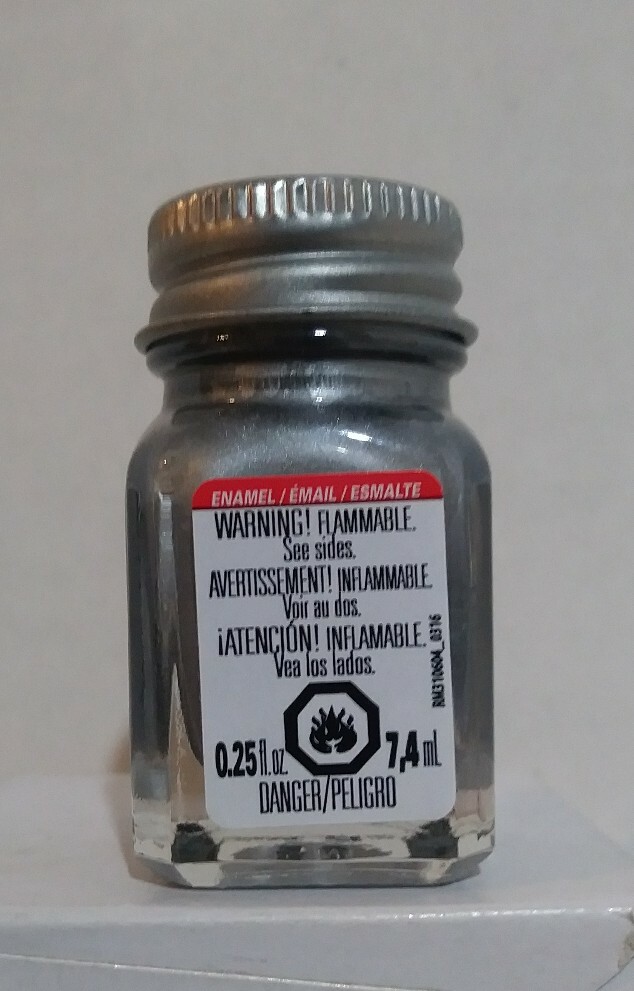 ENAMEL / ÉMAIL / ESMALTE
WARNING! FLAMMABLE.
See sides.
AVERTISSEMENT! INFLAMMABLE.
Voir au dos.
¡ATENCIÓN! INFLAMABLE.
Vea los lados.
RM310604_0316
0.25 fl. oz 7,4 mL
DANGER/PELIGRO